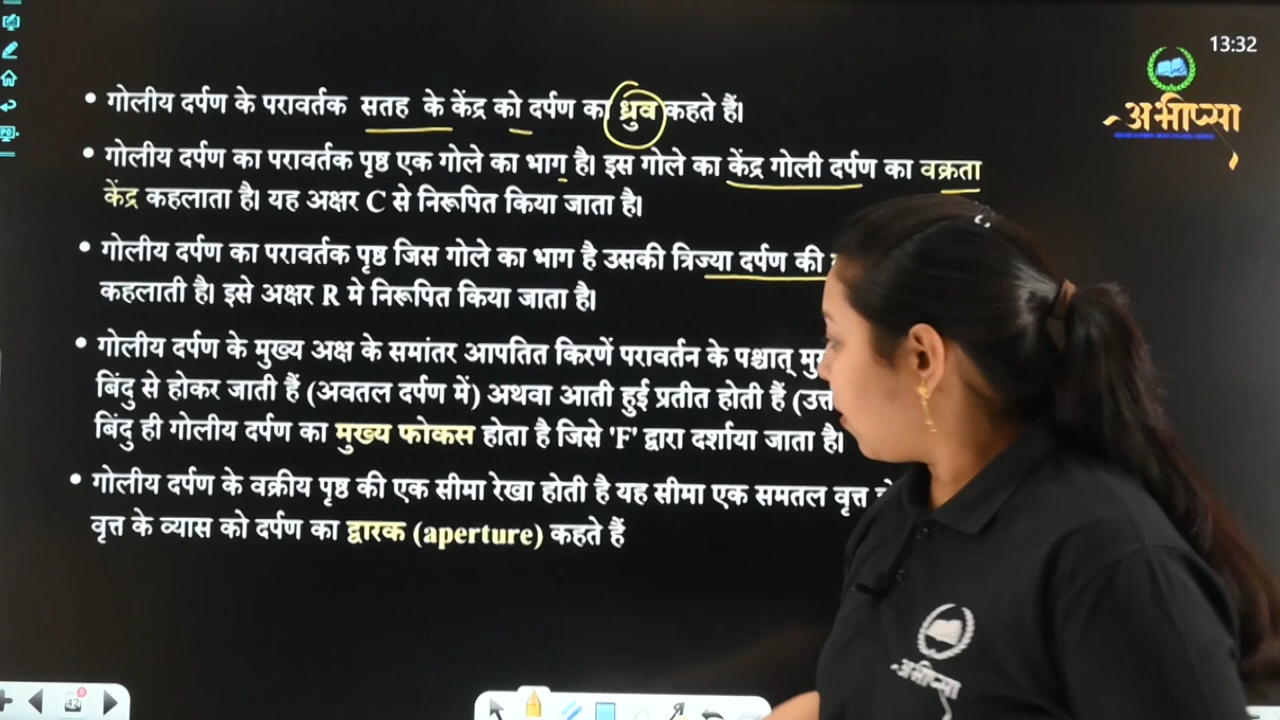 13:32
अभीप्सा
• गोलीय दर्पण के परावर्तक सतह के केंद्र को दर्पण का ध्रुव कहते हैं।
• गोलीय दर्पण का परावर्तक पृष्ठ एक गोले का भाग है। इस गोले का केंद्र गोली दर्पण का वक्रता
केंद्र कहलाता है। यह अक्षर C से निरूपित किया जाता है।
• गोलीय दर्पण का परावर्तक पृष्ठ जिस गोले का भाग है उसकी त्रिज्या दर्पण की
कहलाती है। इसे अक्षर R मे निरूपित किया जाता है।
• गोलीय दर्पण के मुख्य अक्ष के समांतर आपतित किरणें परावर्तन के पश्चात्
बिंदु से होकर जाती हैं (अवतल दर्पण में) अथवा आती हुई प्रतीत होती हैं
बिंदु ही गोलीय दर्पण का मुख्य फोकस होता है जिसे 'F' द्वारा दर्शाया जाता है।
• गोलीय दर्पण के वक्रीय पृष्ठ की एक सीमा रेखा होती है यह सीमा एक समतल वृत्त
वृत्त के व्यास को दर्पण का द्वारक (aperture) कहते हैं
अभीप्सा